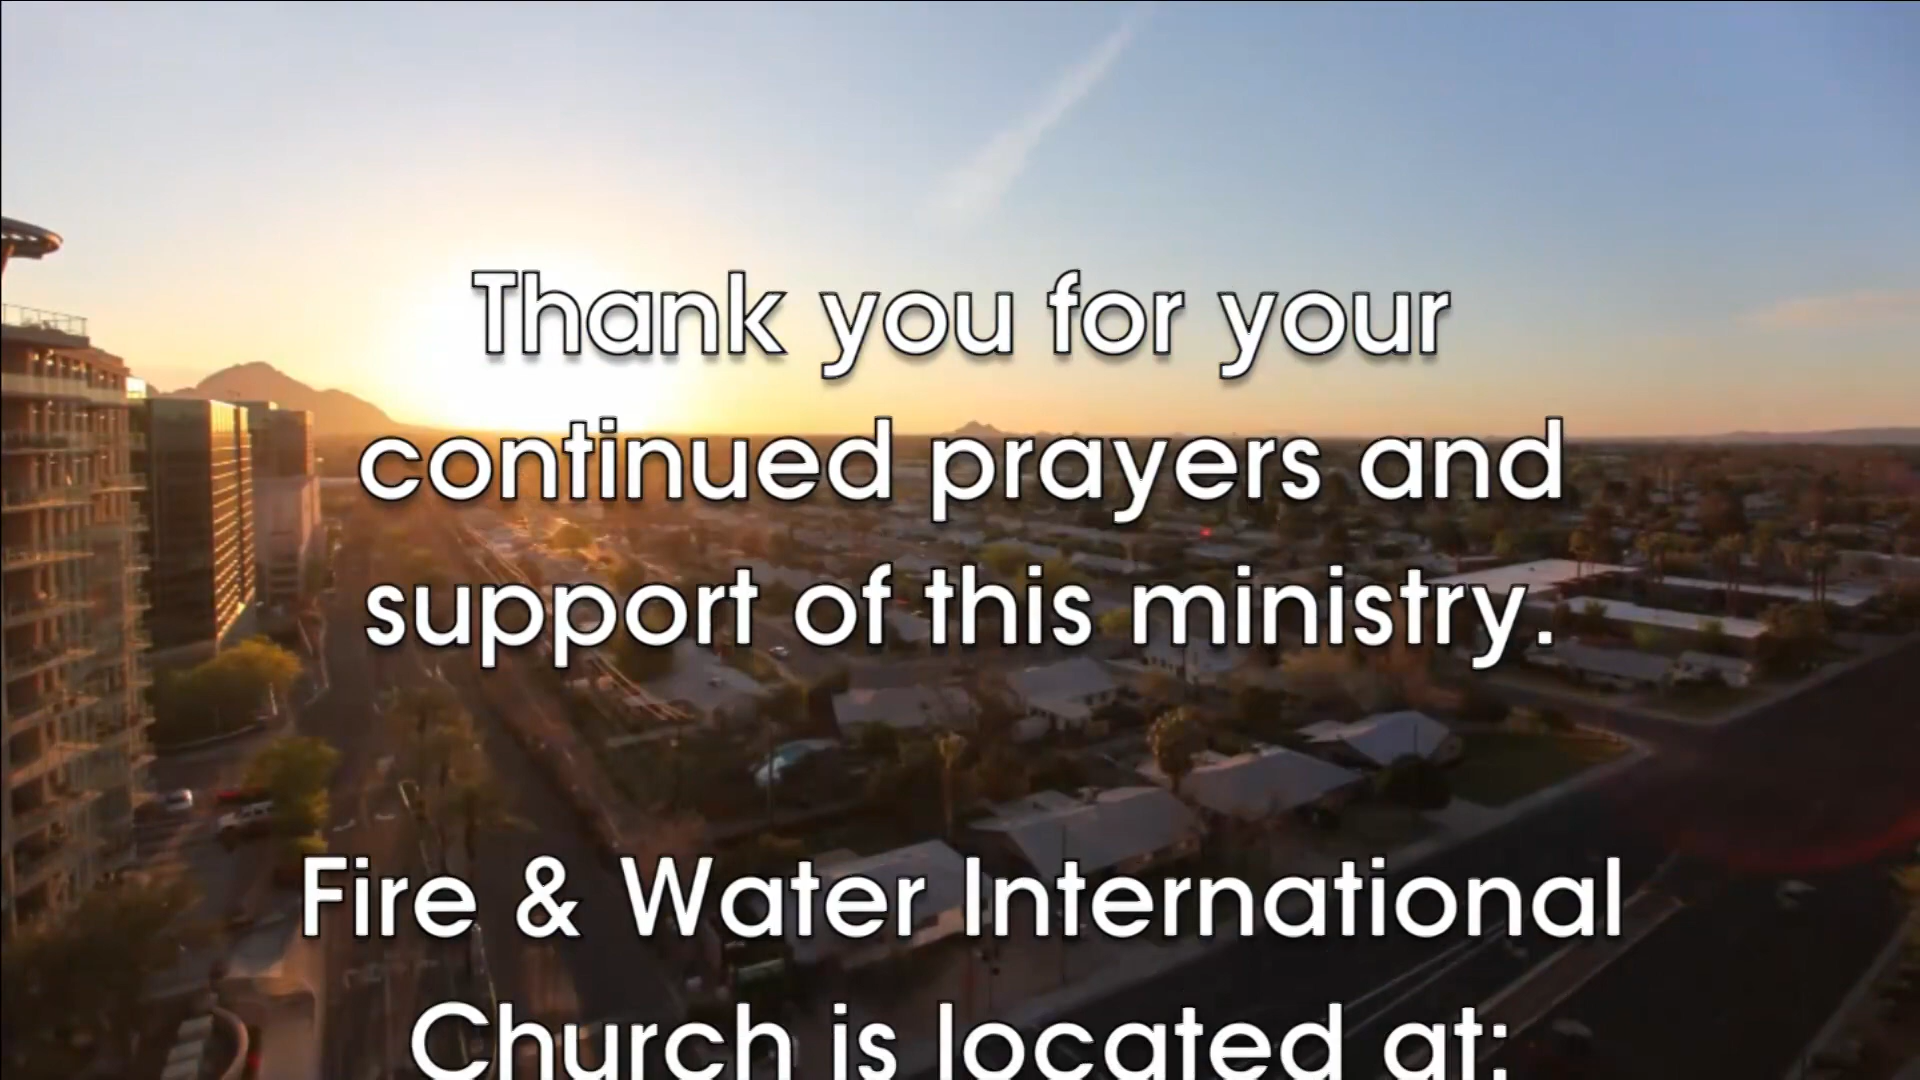 Thank you for your
continued prayers and
support of this ministry.
Fire & Water International
Church is located at: